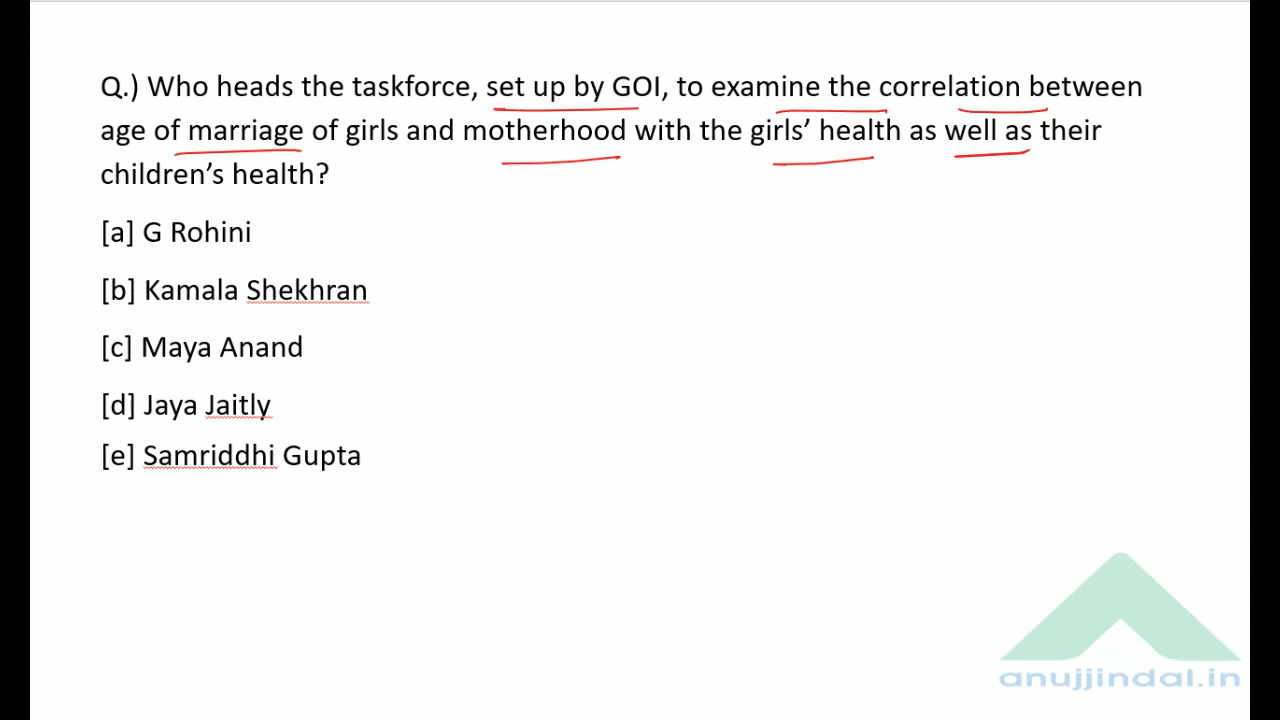 Q.) Who heads the taskforce, set up by GOI, to examine the correlation between
age of marriage of girls and motherhood with the girls’ health as well as their
children’s health?
[a] G Rohini
[b] Kamala Shekhran
[c] Maya Anand
[d] Jaya Jaitly
[e] Samriddhi Gupta
anujjindal.in